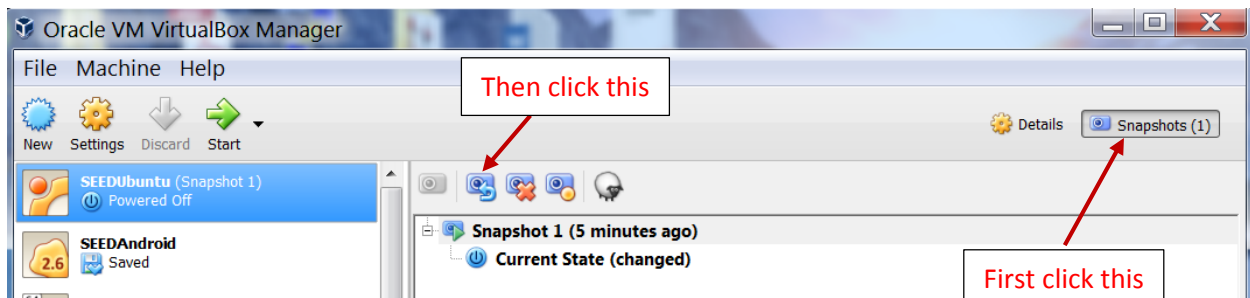 Oracle VM VirtualBox Manager
File Machine Help
Then click this
New Settings Discard Start
Details Snapshots (1)
SEEDUbuntu (Snapshot 1)
Powered Off
Snapshot 1 (5 minutes ago)
SEEDAndroid
2.6 Saved
Current State (changed)
First click this